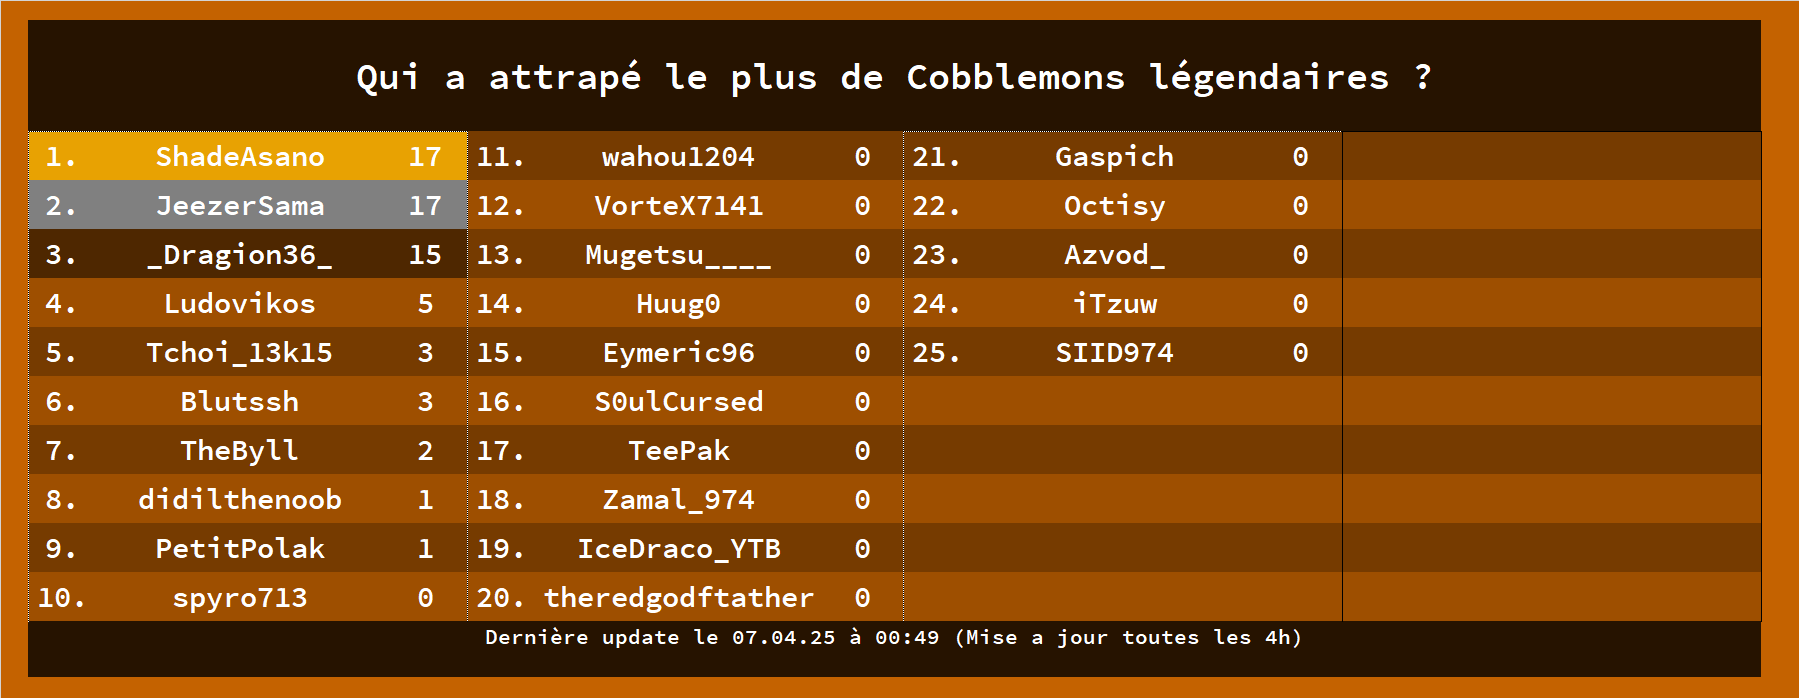 Qui a attrapé le plus de Cobblemons légendaires ?
1. ShadeAsano 17
2. JeezerSama 17
3. _Dragion36_ 15
4. Ludovikos 5
5. Tchoi_13k15 3
6. Blutssh 3
7. TheByll 2
8. didilthenoob 1
9. PetitPolak 1
10. spyro713 0
11. wahou1204 0
12. VorteX7141 0
13. Mugetsu____ 0
14. Huug0 0
15. Eymeric96 0
16. S0ulCursed 0
17. TeePak 0
18. Zamal_974 0
19. IceDraco_YTB 0
20. theredgodftather 0
21. Gaspich 0
22. Octisy 0
23. Azvod_ 0
24. iTzuw 0
25. SIID974 0
Dernière update le 07.04.25 à 00:49 (Mise a jour toutes les 4h)